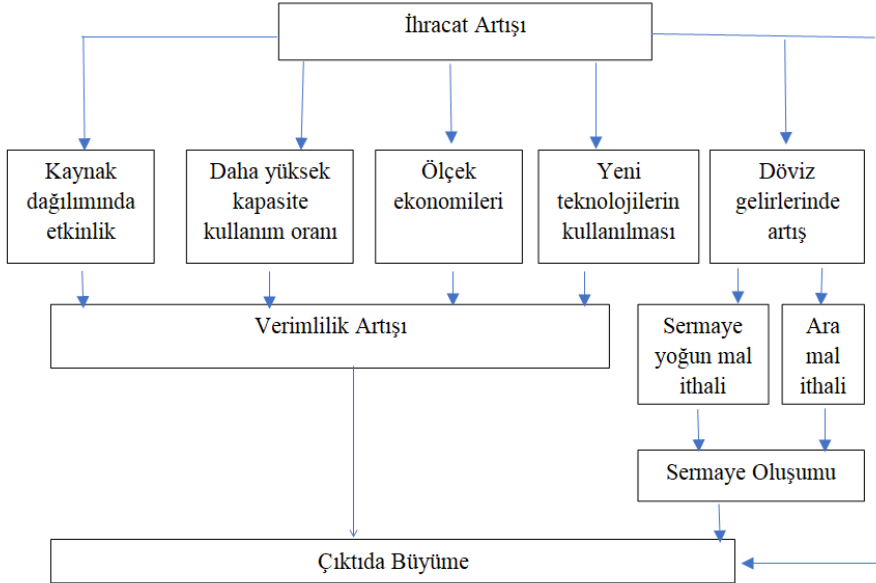 İhracat Artışı
Kaynak
dağılımında
etkinlik
Daha yüksek
kapasite
kullanım oranı
Ölçek
ekonomileri
Yeni
teknolojilerin
kullanılması
Döviz
gelirlerinde
artış
Verimlilik Artışı
Sermaye
yoğun mal
ithali
Ara
mal
ithali
Sermaye Oluşumu
Çıktıda Büyüme